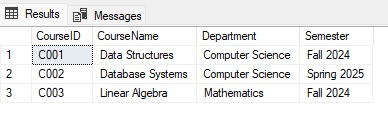 Results Messages
CourseID CourseName Department Semester
1 C001 Data Structures Computer Science Fall 2024
2 C002 Database Systems Computer Science Spring 2025
3 C003 Linear Algebra Mathematics Fall 2024